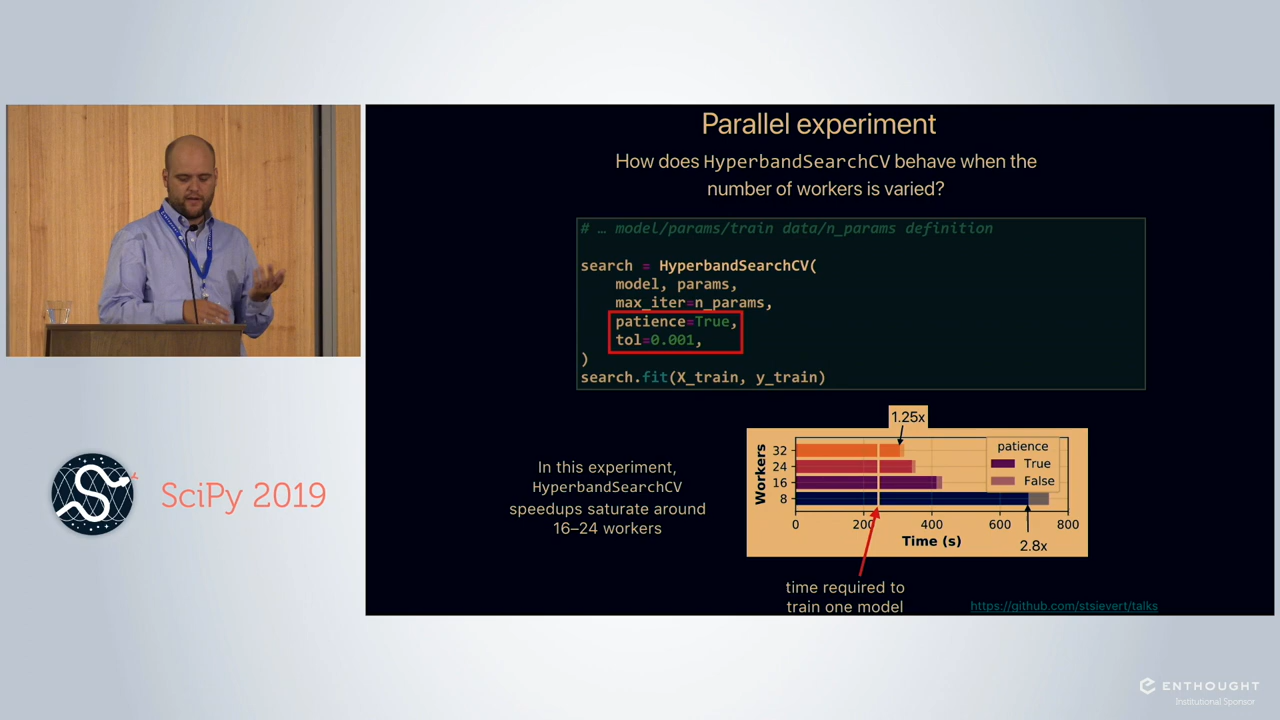 Parallel experiment
How does HyperbandSearchCV behave when the
number of workers is varied?
# … model/params/train data/n_params definition
search = HyperbandSearchCV(
model, params,
max_iter=n_params,
patience=True,
tol=0.001,
)
search.fit(X_train, y_train)
In this experiment,
HyperbandSearchCV
speedups saturate around
16–24 workers
1.25x
Workers
32
24
16
8
patience
True
False
0 200 400 600 800
Time (s)
2.8x
time required to
train one model
https://github.com/stsievert/talks
SciPy 2019
ENTHOUGHT
Institutional Sponsor